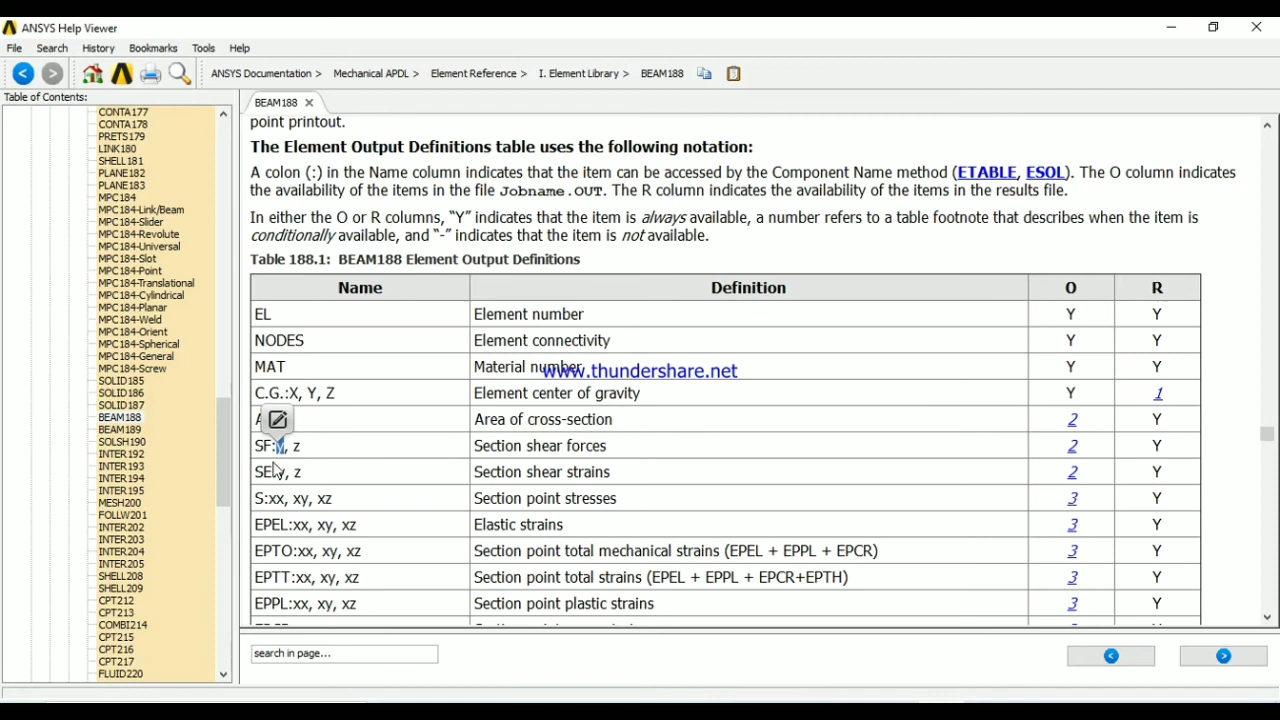 ANSYS Help Viewer
File Search History Bookmarks Tools Help
ANSYS Documentation > Mechanical APDL > Element Reference > I. Element Library > BEAM188
Table of Contents:
CONTA177
CONTA178
PRETS179
LINK180
SHELL181
PLANE182
PLANE183
MPC184
MPC184-Link/Beam
MPC184-Slider
MPC184-Revolute
MPC184-Universal
MPC184-Slot
MPC184-Point
MPC184-Translational
MPC184-Cylindrical
MPC184-Planar
MPC184-Weld
MPC184-Orient
MPC184-Spherical
MPC184-General
MPC184-Screw
SOLID185
SOLID186
SOLID187
BEAM188
BEAM189
SOLSH190
INTER192
INTER193
INTER194
INTER195
MESH200
FOLLW201
INTER202
INTER203
INTER204
INTER205
SHELL208
SHELL209
CPT212
CPT213
COMBI214
CPT215
CPT216
CPT217
FLUID220
BEAM188
point printout.
The Element Output Definitions table uses the following notation:
A colon (:) in the Name column indicates that the item can be accessed by the Component Name method (ETABLE, ESOL). The O column indicates
the availability of the items in the file Jobname.OUT. The R column indicates the availability of the items in the results file.
In either the O or R columns, “Y” indicates that the item is always available, a number refers to a table footnote that describes when the item is
conditionally available, and “-” indicates that the item is not available.
Table 188.1: BEAM188 Element Output Definitions
Name Definition O R
EL Element number Y Y
NODES Element connectivity Y Y
MAT Material number Y Y
www.thundershare.net
C.G.:X, Y, Z Element center of gravity Y 1
Area of cross-section 2 Y
SF:y, z Section shear forces 2 Y
SE:y, z Section shear strains 2 Y
S:xx, xy, xz Section point stresses 3 Y
EPEL:xx, xy, xz Elastic strains 3 Y
EPTO:xx, xy, xz Section point total mechanical strains (EPEL + EPPL + EPCR) 3 Y
EPTT:xx, xy, xz Section point total strains (EPEL + EPPL + EPCR+EPTH) 3 Y
EPPL:xx, xy, xz Section point plastic strains 3 Y
search in page...